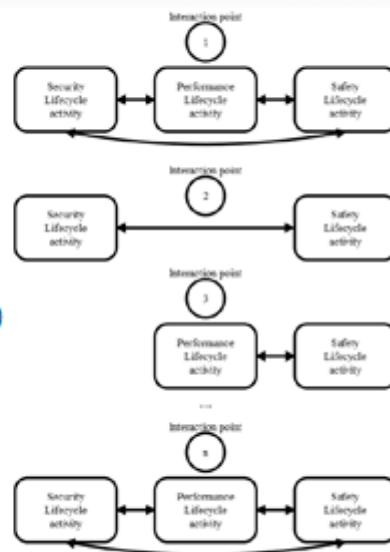 Interaction point
1
Security Lifecycle activity
Performance Lifecycle activity
Safety Lifecycle activity
Interaction point
2
Security Lifecycle activity
Safety Lifecycle activity
Interaction point
3
Performance Lifecycle activity
Safety Lifecycle activity
...
Interaction point
n
Security Lifecycle activity
Performance Lifecycle activity
Safety Lifecycle activity